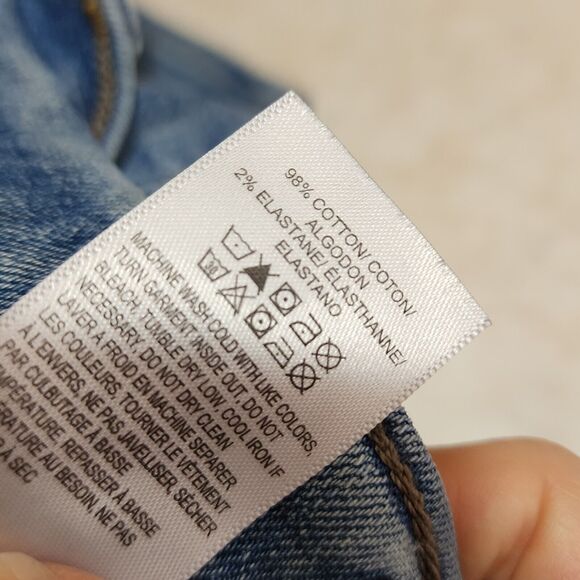 98% COTTON/ COTON/
ALGODON
2% ELASTANE/ ÉLASTHANNE/
ELASTANO
MACHINE WASH COLD WITH LIKE COLORS,
TURN GARMENT INSIDE OUT. DO NOT
BLEACH, TUMBLE DRY LOW, COOL IRON IF
NECESSARY. DO NOT DRY CLEAN
LAVER À FROID EN MACHINE SEPARER
LES COULEURS, TOURNER LE VÊTEMENT
A L'ENVERS, NE PAS JAVELLISER, SÉCHER
PAR CULBUTAGE À BASSE
TEMPÉRATURE, REPASSER À BASSE
AU BESOIN, NE PAS
SEC